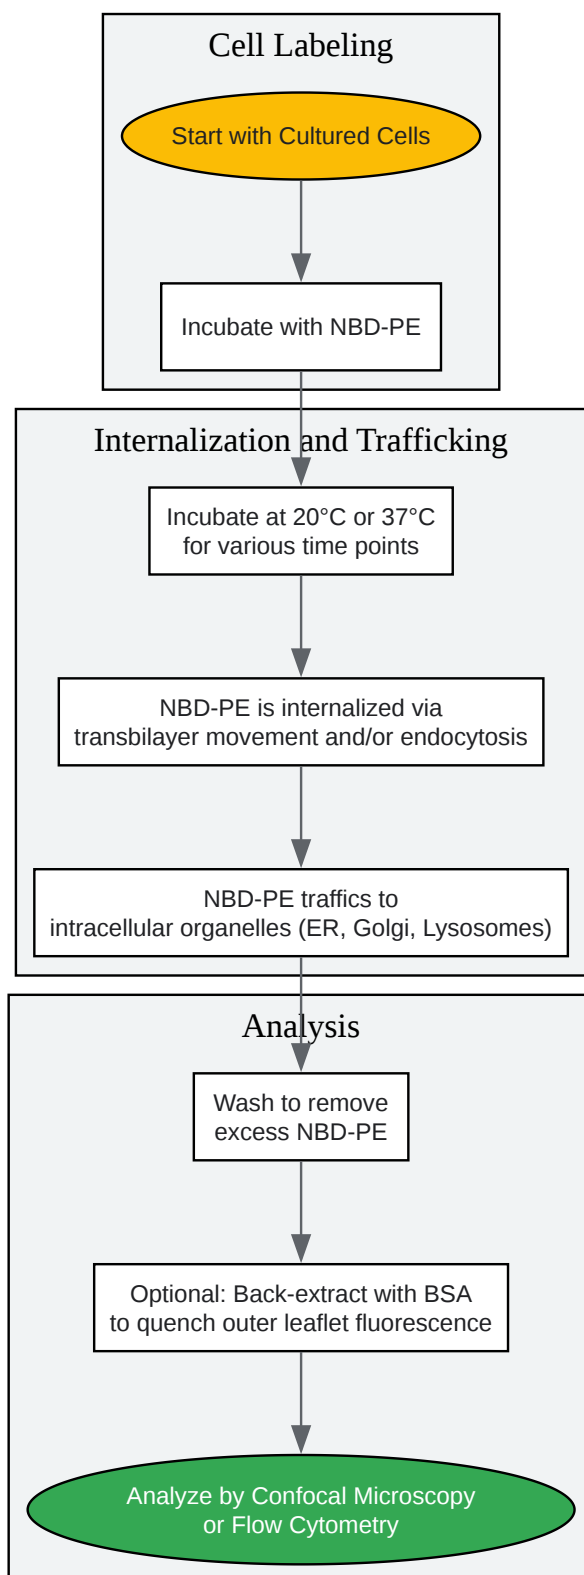 Cell Labeling
Start with Cultured Cells
Incubate with NBD-PE
Internalization and Trafficking
Incubate at 20°C or 37°C
for various time points
NBD-PE is internalized via
transbilayer movement and/or endocytosis
NBD-PE traffics to
intracellular organelles (ER, Golgi, Lysosomes)
Analysis
Wash to remove
excess NBD-PE
Optional: Back-extract with BSA
to quench outer leaflet fluorescence
Analyze by Confocal Microscopy
or Flow Cytometry